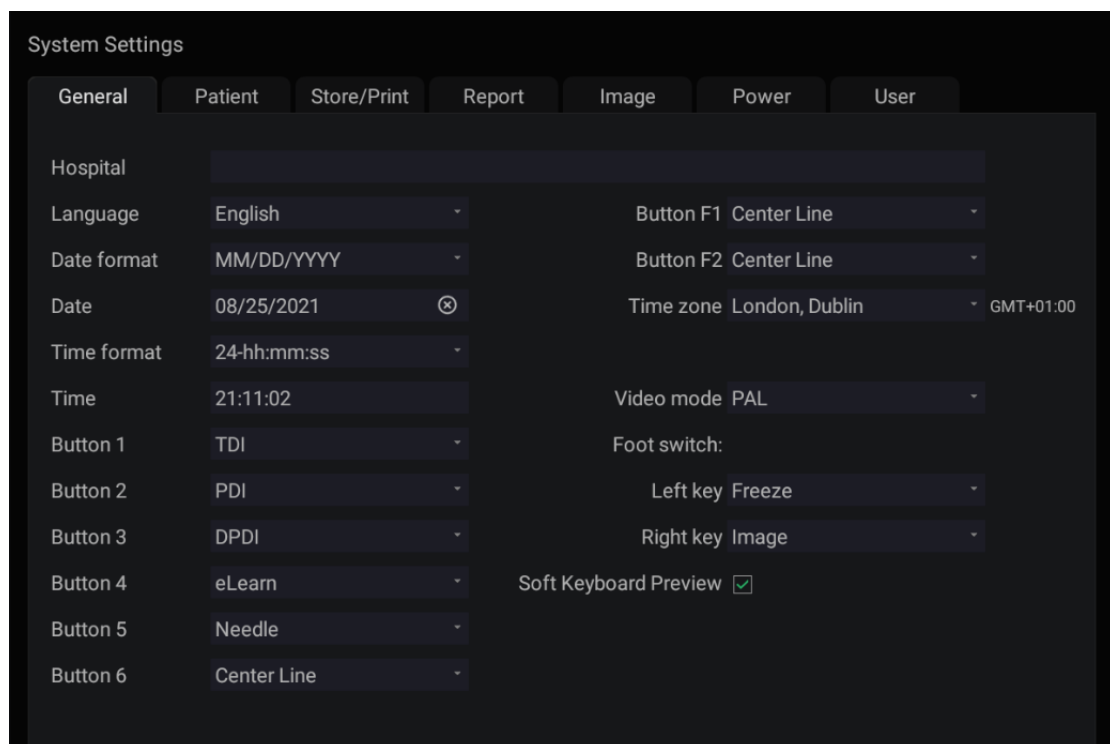 System Settings
General Patient Store/Print Report Image Power User
Hospital
Language English Button F1 Center Line
Date format MM/DD/YYYY Button F2 Center Line
Date 08/25/2021 Time zone London, Dublin GMT+01:00
Time format 24-hh:mm:ss
Time 21:11:02 Video mode PAL
Button 1 TDI Foot switch:
Button 2 PDI Left key Freeze
Button 3 DPDI Right key Image
Button 4 eLearn Soft Keyboard Preview
Button 5 Needle
Button 6 Center Line